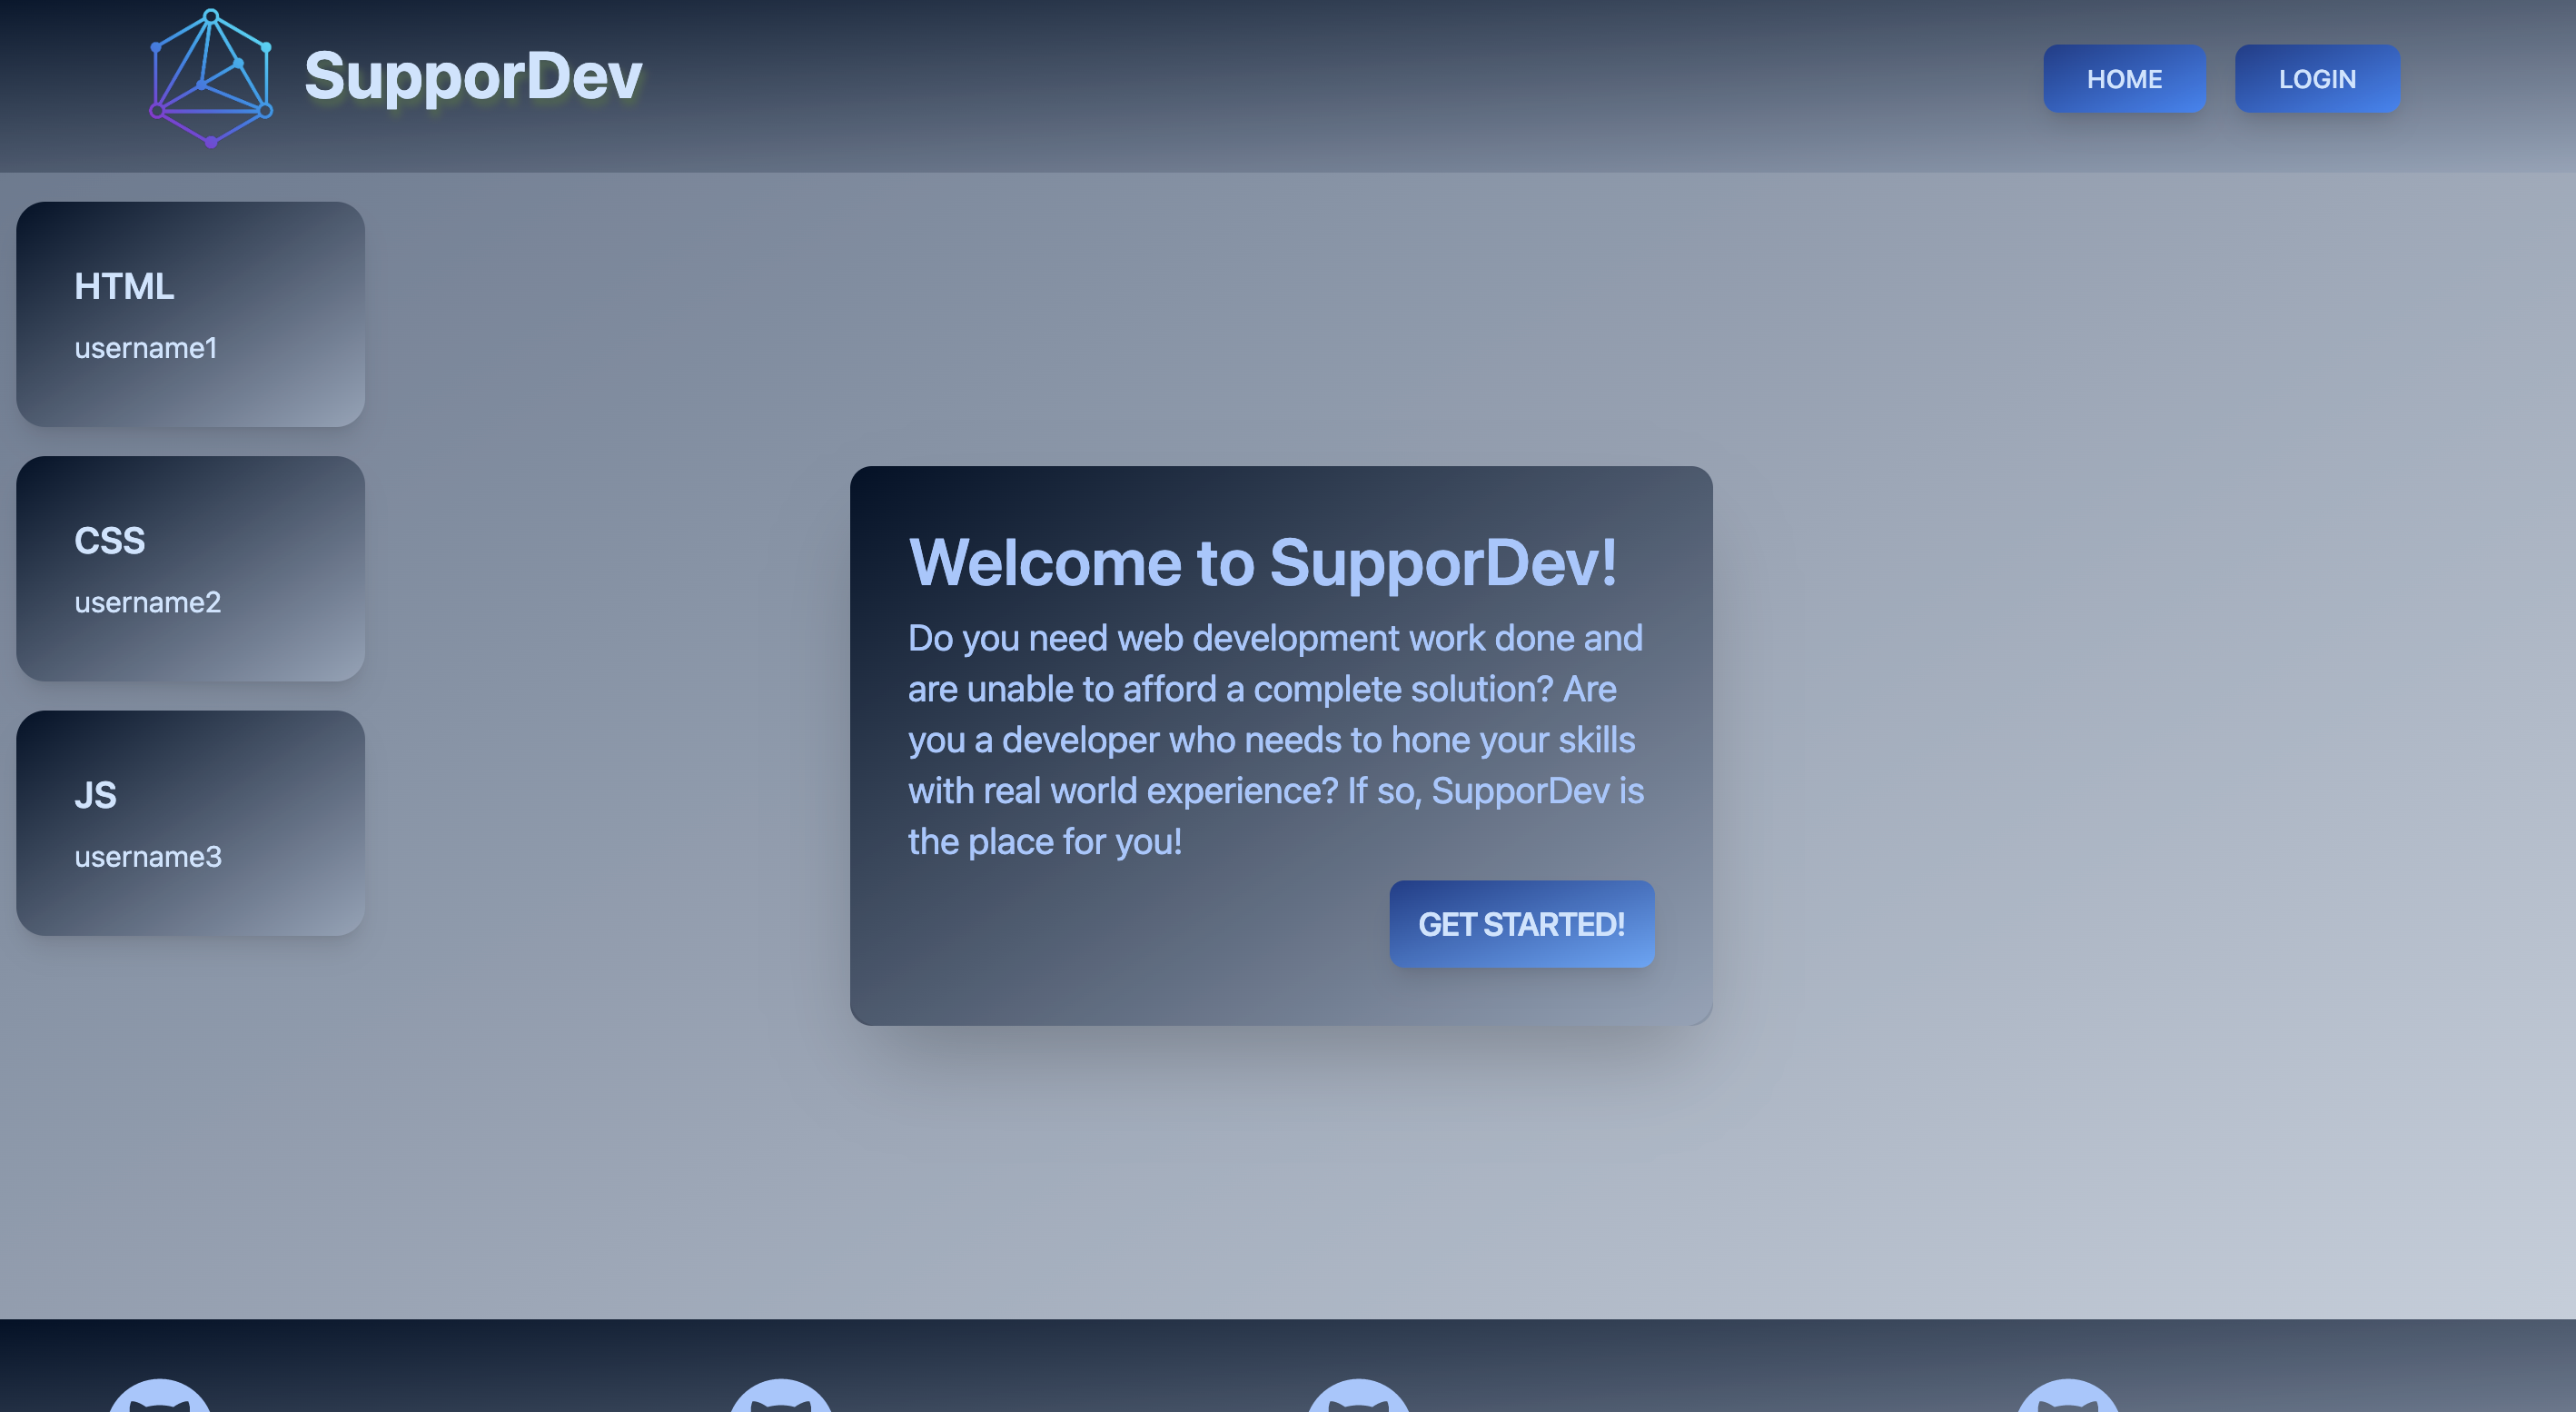 SupporDev
HOME
LOGIN
HTML
username1
CSS
username2
JS
username3
Welcome to SupporDev!
Do you need web development work done and
are unable to afford a complete solution? Are
you a developer who needs to hone your skills
with real world experience? If so, SupporDev is
the place for you!
GET STARTED!